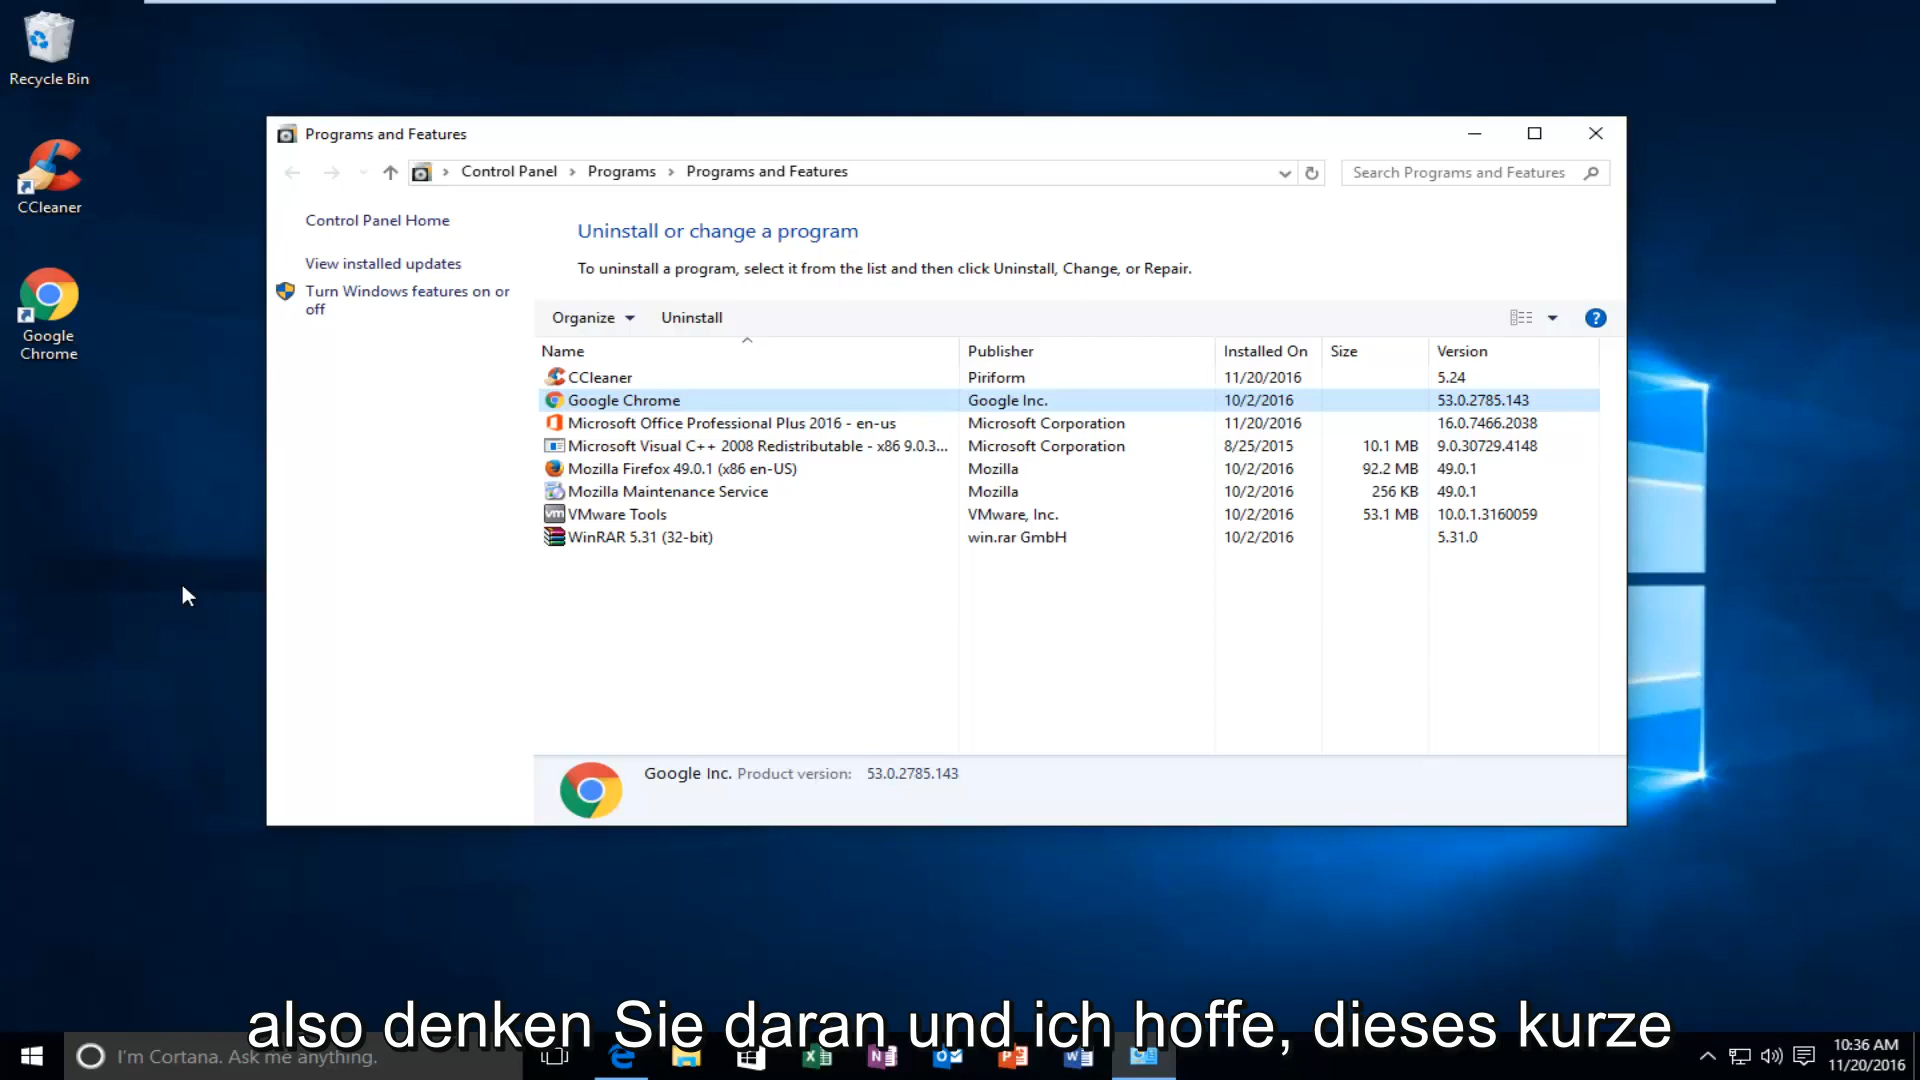 Recycle Bin
CCleaner
Google
Chrome
Programs and Features
Control Panel > Programs > Programs and Features
Search Programs and Features
Control Panel Home
View installed updates
Turn Windows features on or
off
Uninstall or change a program
To uninstall a program, select it from the list and then click Uninstall, Change, or Repair.
Organize Uninstall
Name Publisher Installed On Size Version
CCleaner Piriform 11/20/2016 5.24
Google Chrome Google Inc. 10/2/2016 53.0.2785.143
Microsoft Office Professional Plus 2016 - en-us Microsoft Corporation 11/20/2016 16.0.7466.2038
Microsoft Visual C++ 2008 Redistributable - x86 9.0.3... Microsoft Corporation 8/25/2015 10.1 MB 9.0.30729.4148
Mozilla Firefox 49.0.1 (x86 en-US) Mozilla 10/2/2016 92.2 MB 49.0.1
Mozilla Maintenance Service Mozilla 10/2/2016 256 KB 49.0.1
VMware Tools VMware, Inc. 10/2/2016 53.1 MB 10.0.1.3160059
WinRAR 5.31 (32-bit) win.rar GmbH 10/2/2016 5.31.0
Google Inc. Product version: 53.0.2785.143
also denken Sie daran und ich hoffe, dieses kurze
I'm Cortana. Ask me anything.
10:36 AM
11/20/2016